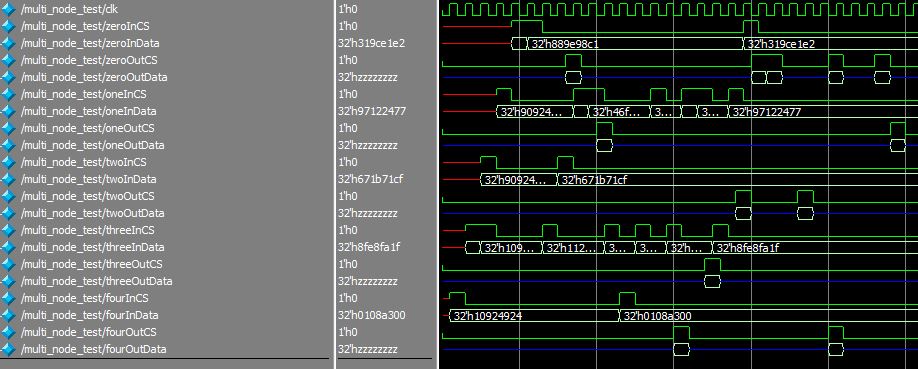 /multi_node_test/clk 1'h0
/multi_node_test/zeroInCS 1'h0
/multi_node_test/zeroInData 32'h319ce1e2 32'h889e98c1 32'h319ce1e2
/multi_node_test/zeroOutCS 1'h0
/multi_node_test/zeroOutData 32'hzzzzzzzz
/multi_node_test/oneInCS 1'h0
/multi_node_test/oneInData 32'h97122477 32'h90924... 32'h46f... 3... 3... 32'h97122477
/multi_node_test/oneOutCS 1'h0
/multi_node_test/oneOutData 32'hzzzzzzzz
/multi_node_test/twoInCS 1'h0
/multi_node_test/twoInData 32'h671b71cf 32'h90924... 32'h671b71cf
/multi_node_test/twoOutCS 1'h0
/multi_node_test/twoOutData 32'hzzzzzzzz
/multi_node_test/threeInCS 1'h0
/multi_node_test/threeInData 32'h8fe8fa1f 32'h109... 32'h112... 3... 3... 32'h... 32'h8fe8fa1f
/multi_node_test/threeOutCS 1'h0
/multi_node_test/threeOutData 32'hzzzzzzzz
/multi_node_test/fourInCS 1'h0
/multi_node_test/fourInData 32'h0108a300 32'h10924924 32'h0108a300
/multi_node_test/fourOutCS 1'h0
/multi_node_test/fourOutData 32'hzzzzzzzz